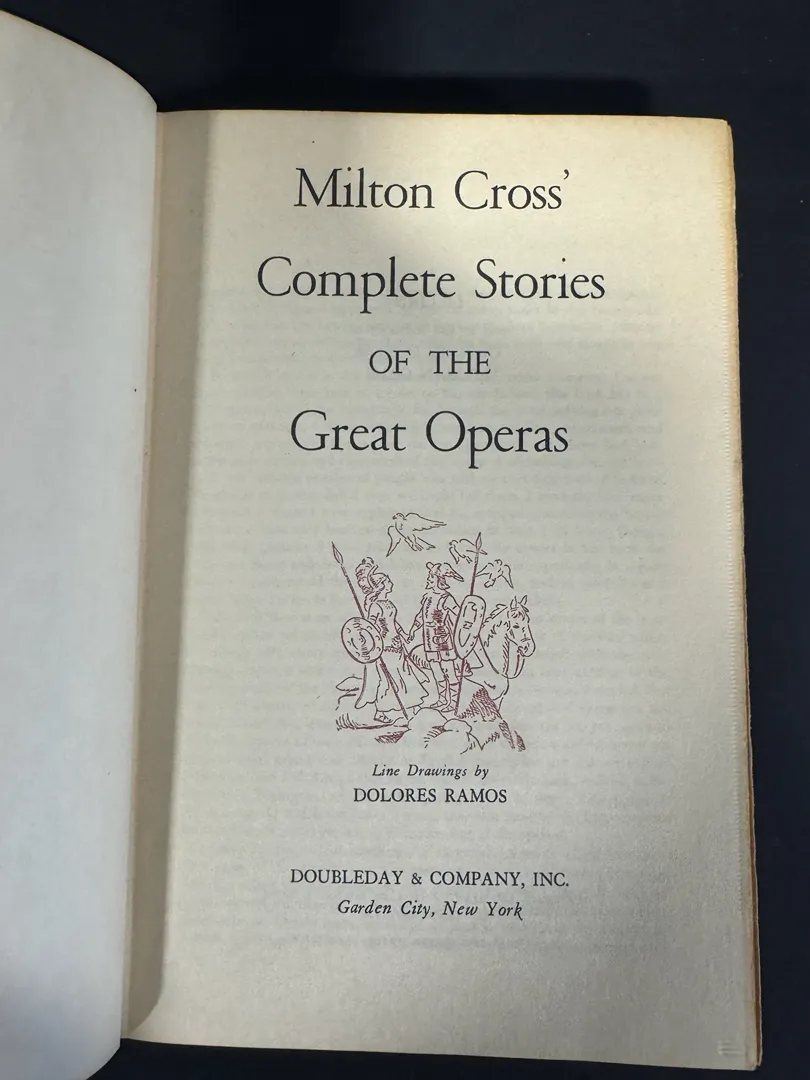 Milton Cross'
Complete Stories
OF THE
Great Operas
Line Drawings by
DOLORES RAMOS
DOUBLEDAY & COMPANY, INC.
Garden City, New York